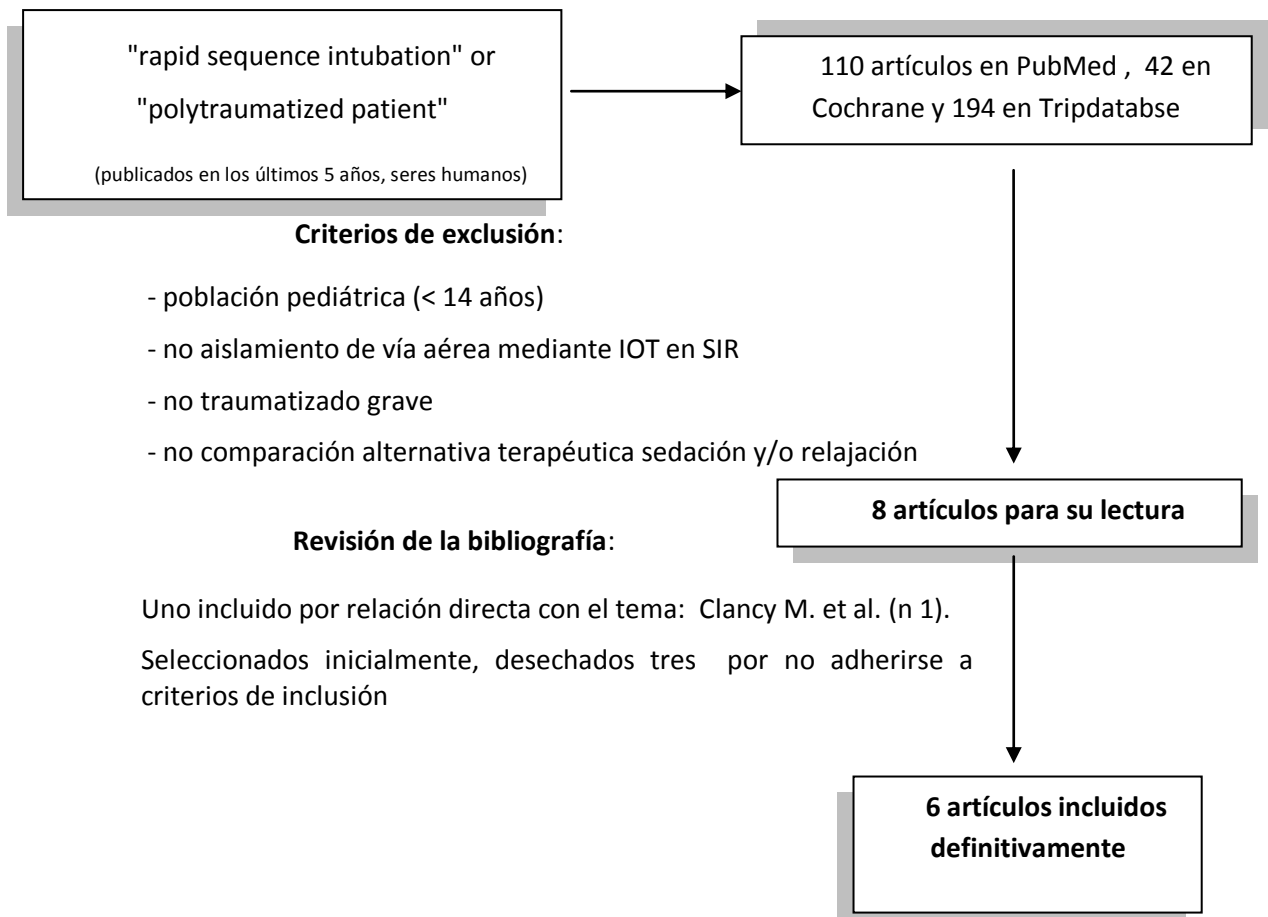 "rapid sequence intubation" or
"polytraumatized patient"
(publicados en los últimos 5 años, seres humanos)
110 artículos en PubMed , 42 en
Cochrane y 194 en Tripdatabse
Criterios de exclusión:
- población pediátrica (< 14 años)
- no aislamiento de vía aérea mediante IOT en SIR
- no traumatizado grave
- no comparación alternativa terapéutica sedación y/o relajación
8 artículos para su lectura
Revisión de la bibliografía:
Uno incluido por relación directa con el tema: Clancy M. et al. (n 1).
Seleccionados inicialmente, desechados tres por no adherirse a
criterios de inclusión
6 artículos incluidos
definitivamente